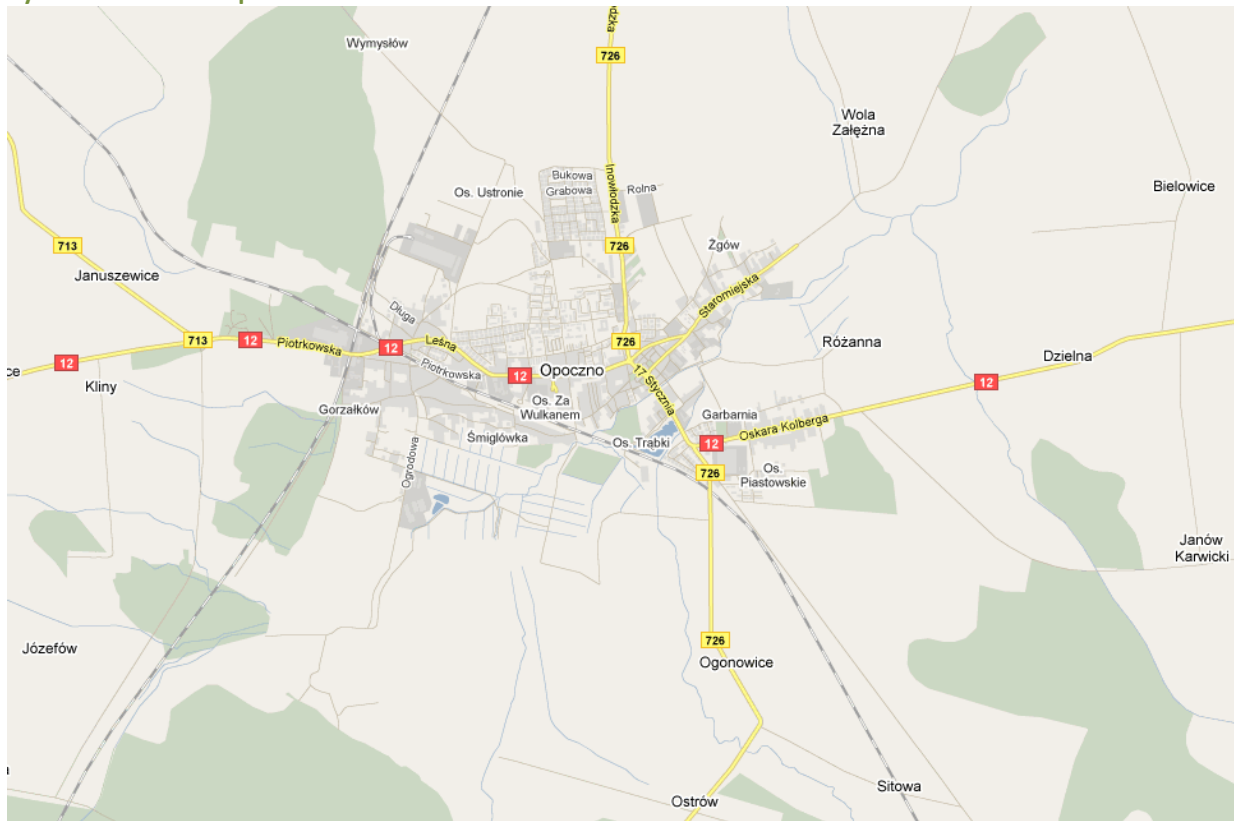 Wymysłów
726
Wola
Załężna
Bukowa
Grabowa
Rolna
Os. Ustronie
Inowłodzka
Bielowice
713
726
Żgów
Januszewice
Staromiejska
Długa
713
12
Piotrkowska
12
Leśna
726
Różanna
Dzielna
12
Kliny
Piotrkowska
12
Opoczno
17 Stycznia
12
Os. Za
Wulkanem
Gorzałków
Garbarnia
Śmiglówka
Os. Trąbki
12
Oskara Kolberga
Ogrodowa
726
Os.
Piastowskie
Janów
Karwicki
726
Józefów
Ogonowice
Sitowa
Ostrów